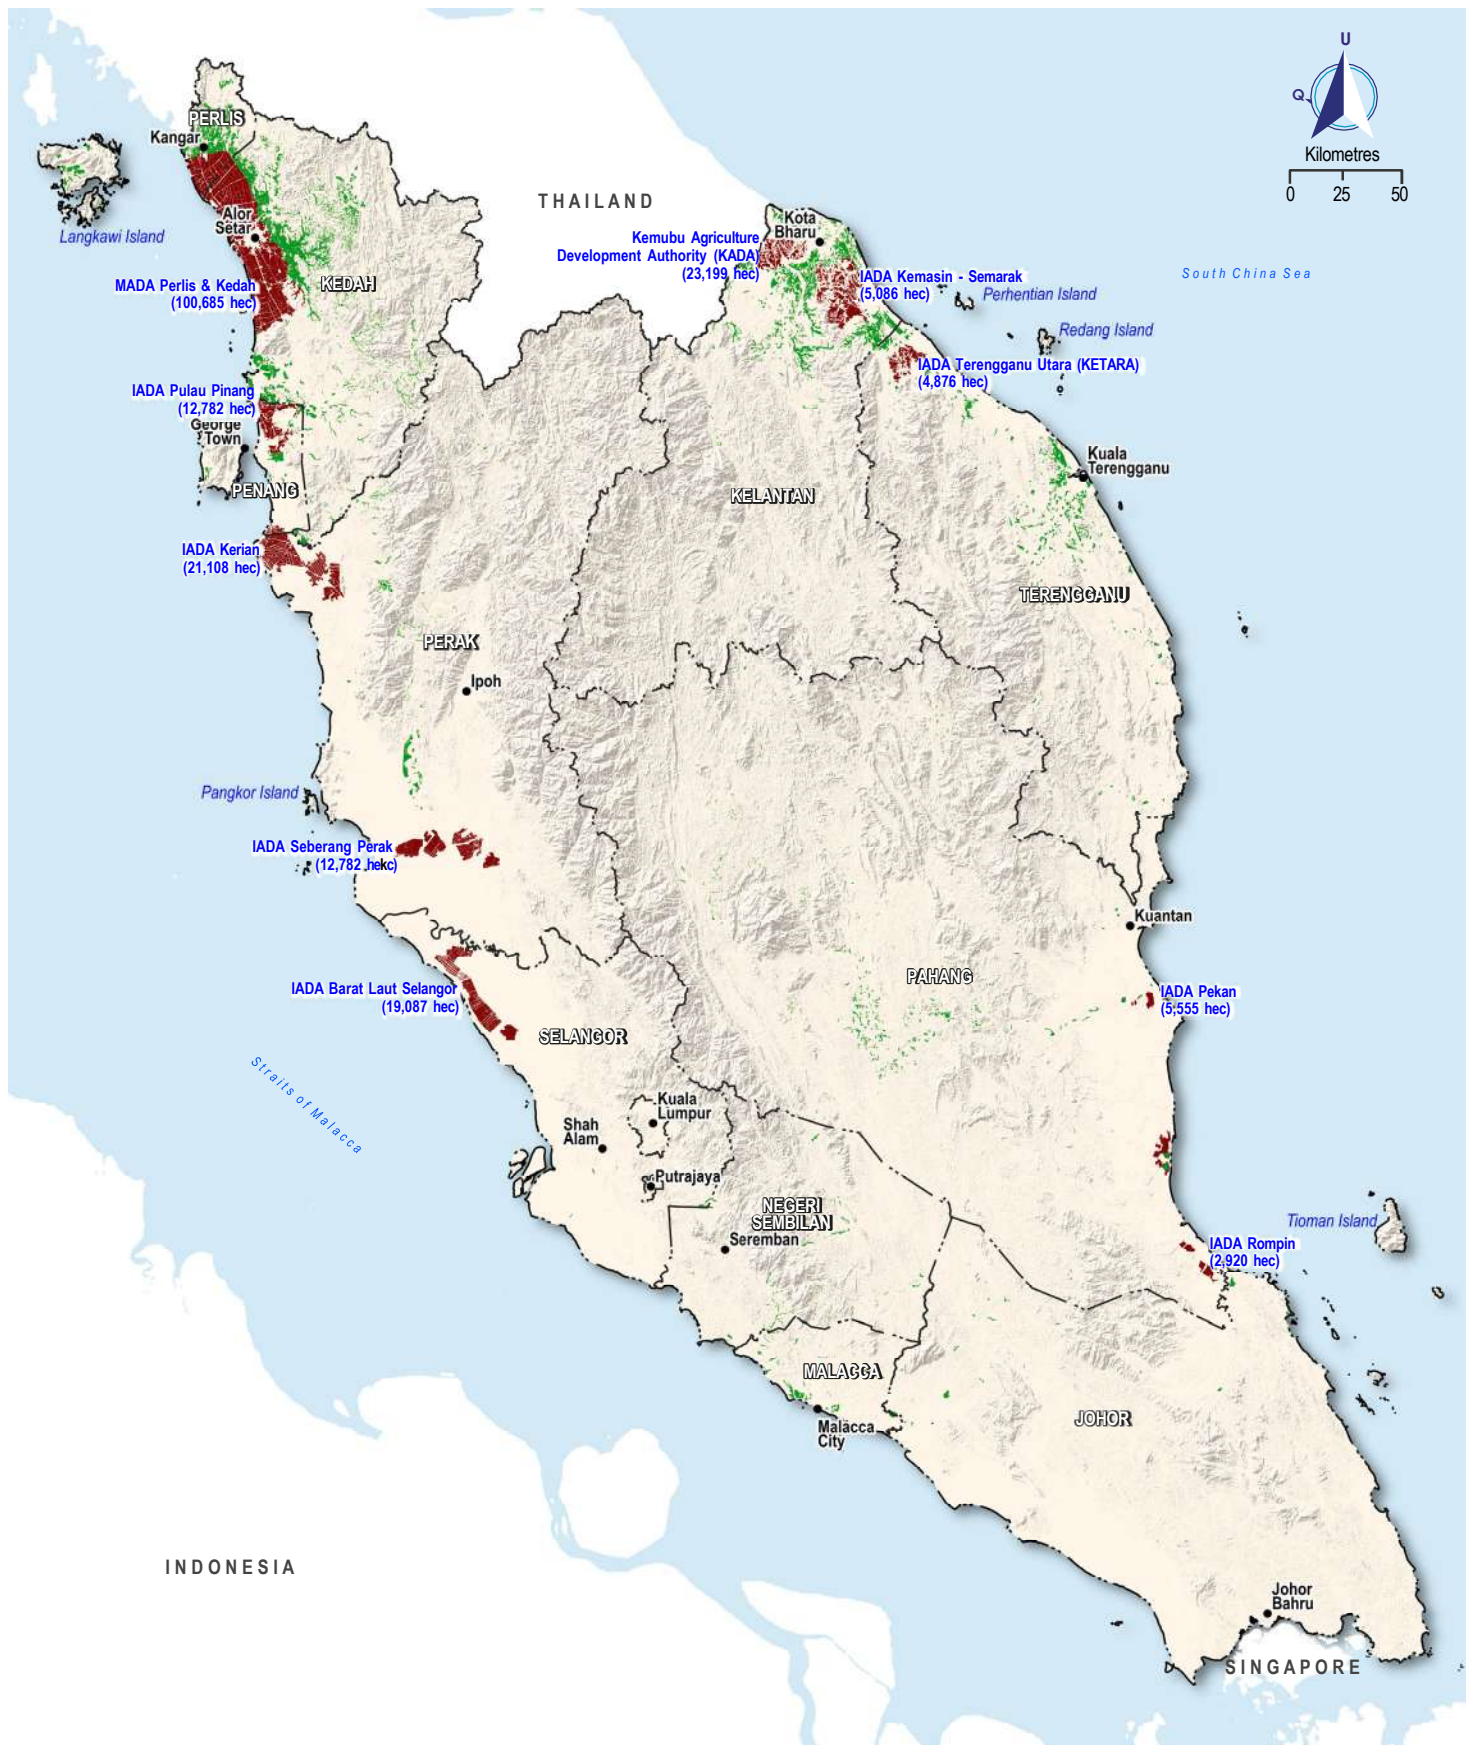 U
Q
Kilometres
0 25 50
PERLIS
Kangar
THAILAND
Langkawi Island
Alor
Setar
Kota
Bharu
Kemubu Agriculture
Development Authority (KADA)
(23,199 hec)
South China Sea
IADA Kemasin - Semarak
(5,086 hec)
Perhentian Island
MADA Perlis & Kedah
(100,685 hec)
KEDAH
Redang Island
IADA Terengganu Utara (KETARA)
(4,876 hec)
IADA Pulau Pinang
(12,782 hec)
George
Town
PENANG
Kuala
Terengganu
KELANTAN
IADA Kerian
(21,108 hec)
TERENGGANU
PERAK
Ipoh
Pangkor Island
IADA Seberang Perak
(12,782 hekc)
Kuantan
PAHANG
IADA Barat Laut Selangor
(19,087 hec)
IADA Pekan
(5,555 hec)
SELANGOR
Straits of Malacca
Kuala
Lumpur
Shah
Alam
Putrajaya
NEGERI
SEMBILAN
Seremban
Tioman Island
IADA Rompin
(2,920 hec)
MALACCA
Malacca
City
JOHOR
INDONESIA
Johor
Bahru
SINGAPORE